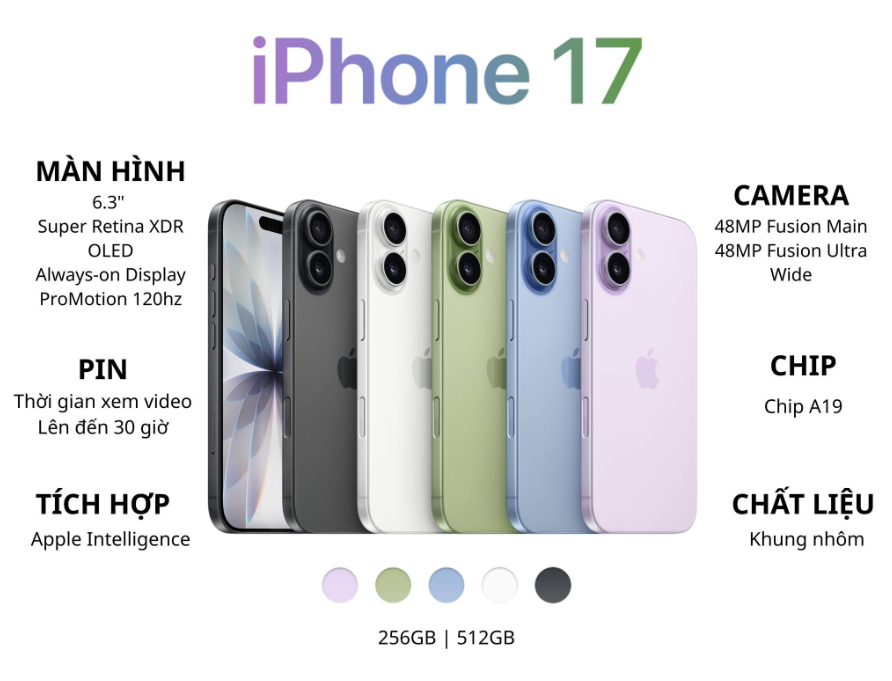 iPhone 17
MÀN HÌNH
6.3"
Super Retina XDR
OLED
Always-on Display
ProMotion 120hz
PIN
Thời gian xem video
Lên đến 30 giờ
TÍCH HỢP
Apple Intelligence
CAMERA
48MP Fusion Main
48MP Fusion Ultra
Wide
CHIP
Chip A19
CHẤT LIỆU
Khung nhôm
256GB | 512GB